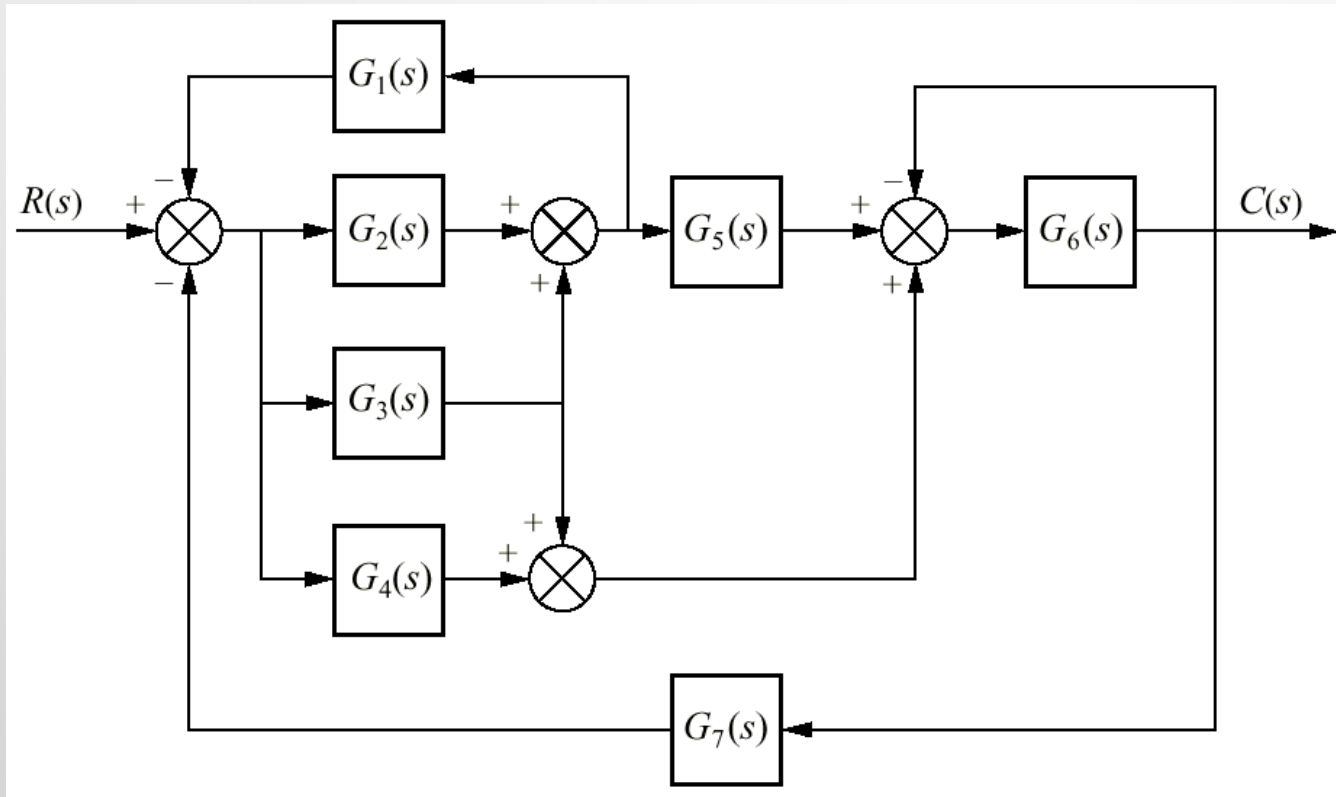 G₁(s)
R(s) + − G₂(s) + G₅(s) + − G₆(s) C(s)
− + +
G₃(s)
+
G₄(s) +
G₇(s)